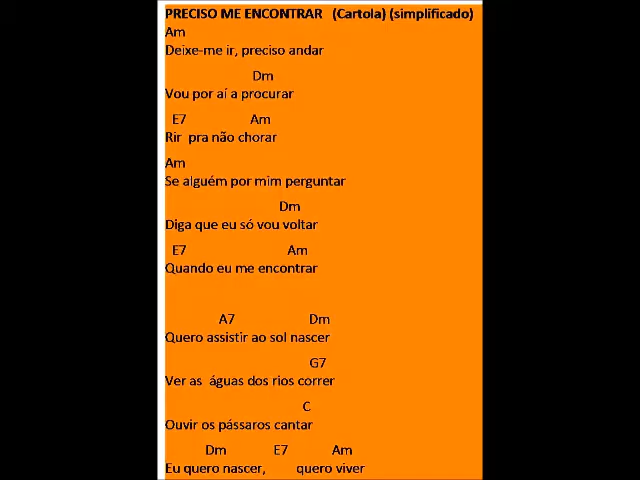 PRECISO ME ENCONTRAR (Cartola) (simplificado)
Am
Deixe-me ir, preciso andar
Dm
Vou por aí a procurar
E7 Am
Rir pra não chorar
Am
Se alguém por mim perguntar
Dm
Diga que eu só vou voltar
E7 Am
Quando eu me encontrar
A7 Dm
Quero assistir ao sol nascer
G7
Ver as águas dos rios correr
C
Ouvir os pássaros cantar
Dm E7 Am
Eu quero nascer, quero viver